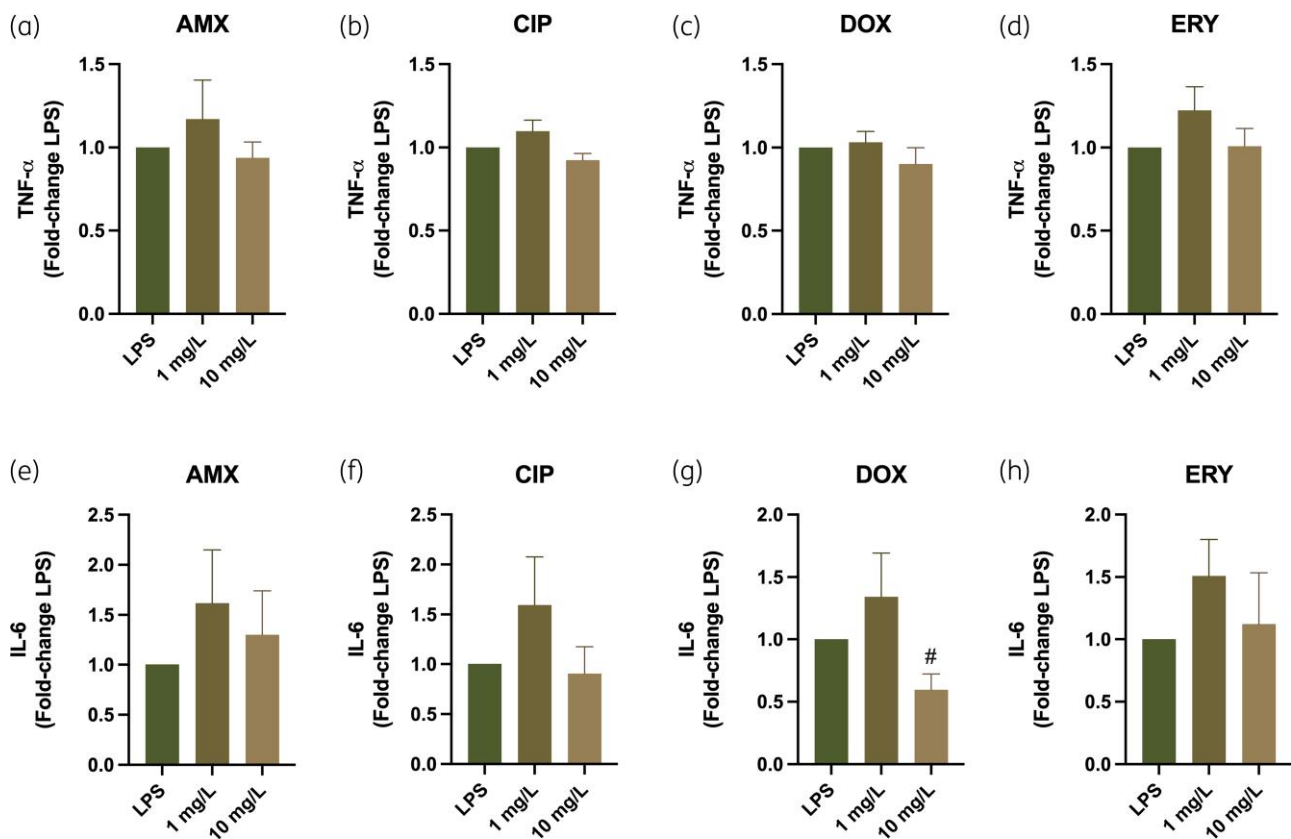 (a) AMX
TNF-α
(Fold-change LPS)
1.5
1.0
0.5
0.0
LPS
1 mg/L
10 mg/L
(b) CIP
TNF-α
(Fold-change LPS)
1.5
1.0
0.5
0.0
LPS
1 mg/L
10 mg/L
(c) DOX
TNF-α
(Fold-change LPS)
1.5
1.0
0.5
0.0
LPS
1 mg/L
10 mg/L
(d) ERY
TNF-α
(Fold-change LPS)
1.5
1.0
0.5
0.0
LPS
1 mg/L
10 mg/L
(e) AMX
IL-6
(Fold-change LPS)
2.5
2.0
1.5
1.0
0.5
0.0
LPS
1 mg/L
10 mg/L
(f) CIP
IL-6
(Fold-change LPS)
2.5
2.0
1.5
1.0
0.5
0.0
LPS
1 mg/L
10 mg/L
(g) DOX
IL-6
(Fold-change LPS)
2.0
1.5
1.0
0.5
0.0
#
LPS
1 mg/L
10 mg/L
(h) ERY
IL-6
(Fold-change LPS)
2.0
1.5
1.0
0.5
0.0
LPS
1 mg/L
10 mg/L